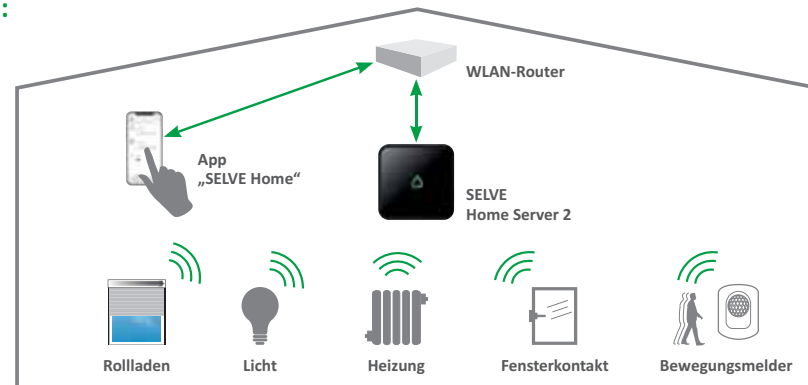 :
WLAN-Router
App
„SELVE Home“
SELVE
Home Server 2
Rollladen
Licht
Heizung
Fensterkontakt
Bewegungsmelder